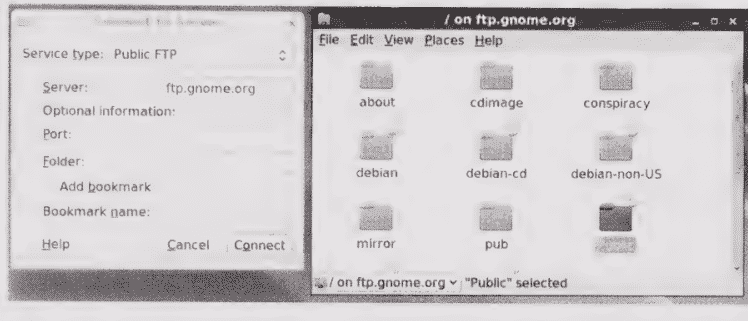 Service type: Public FTP
Server: ftp.gnome.org
Optional information:
Port:
Folder:
Add bookmark
Bookmark name:
Help Cancel Connect
/ on ftp.gnome.org
File Edit View Places Help
about cdimage conspiracy
debian debian-cd debian-non-US
mirror pub
/ on ftp.gnome.org "Public" selected